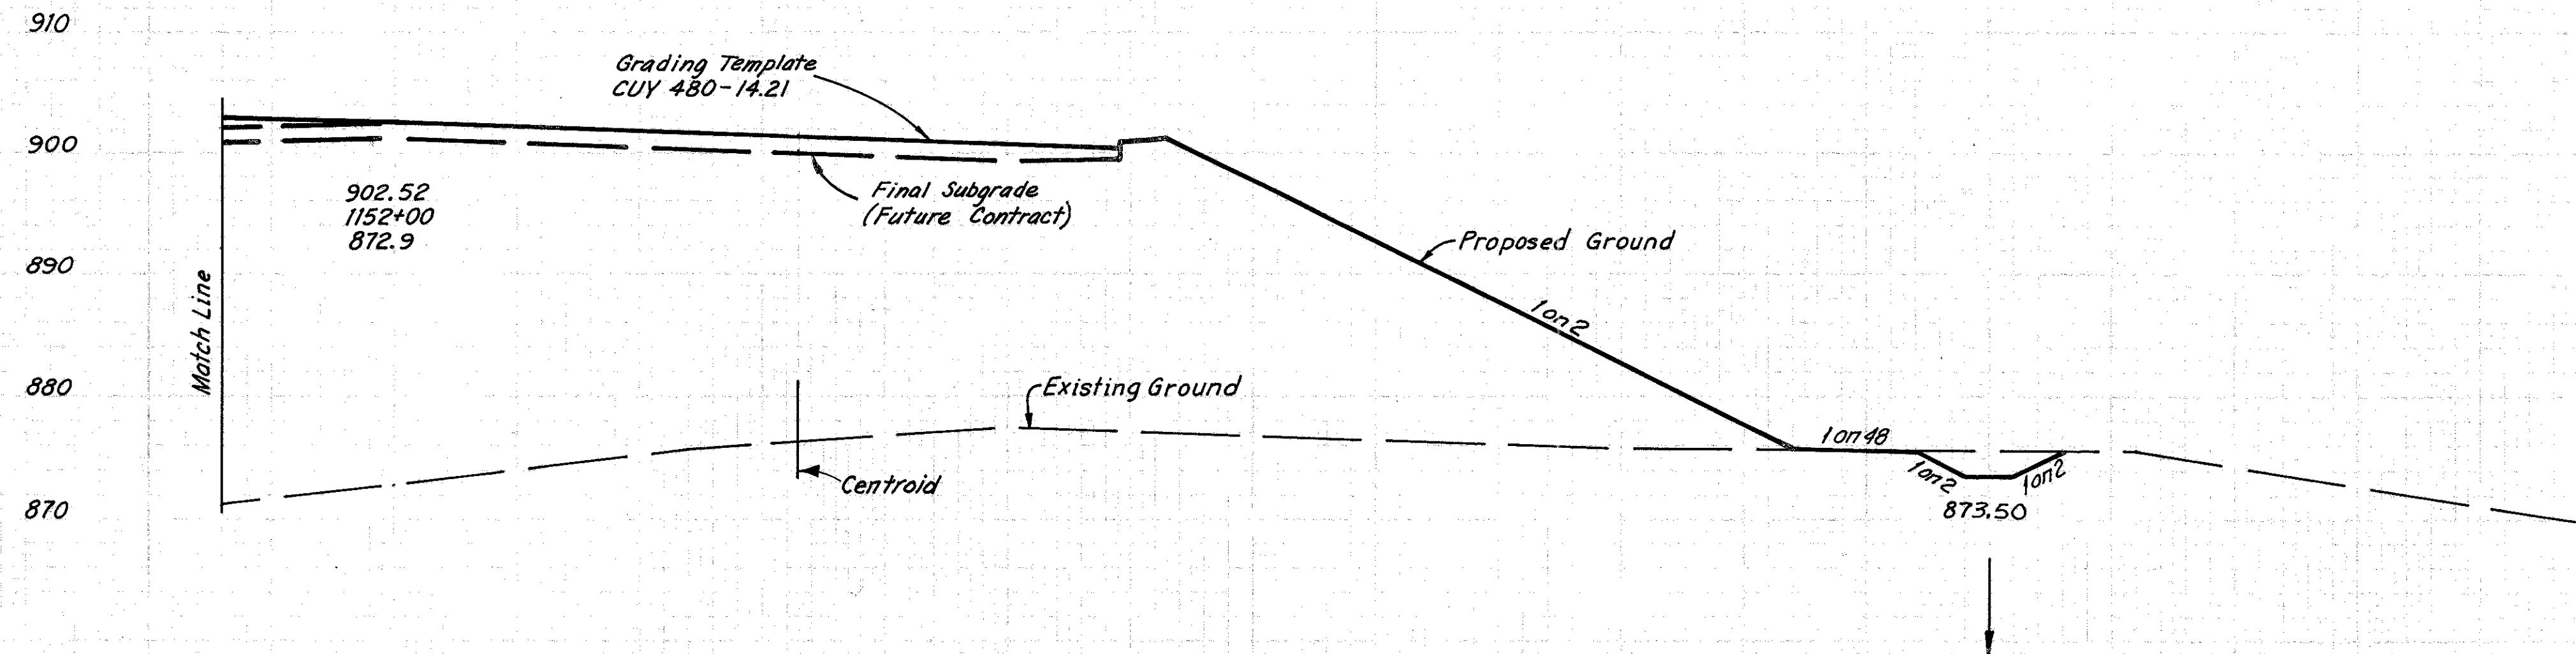 910
Grading Template
CUY 480-14.21
900
902.52
1152+00
872.9
Final Subgrade
(Future Contract)
Proposed Ground
890
Match Line
1 on 2
880
Existing Ground
1 on 48
Centroid
1 on 2
1 on 2
870
873.50